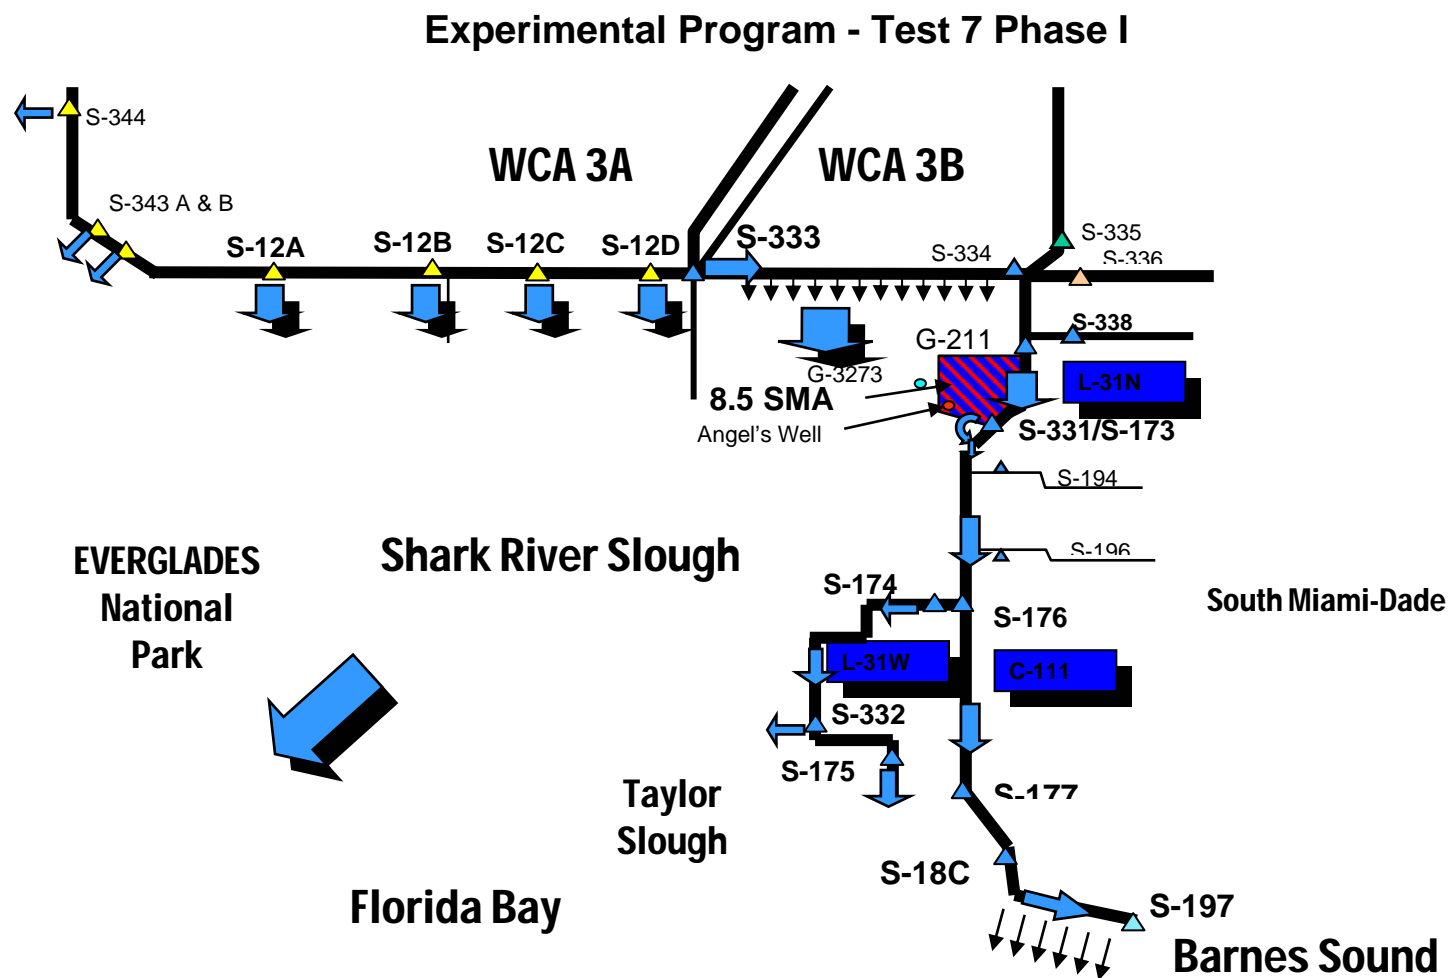 Experimental Program - Test 7 Phase I
S-344
WCA 3A
WCA 3B
S-343 A & B
S-12A
S-12B
S-12C
S-12D
S-333
S-334
S-335
S-336
S-338
G-211
G-3273
L-31N
8.5 SMA
Angel's Well
S-331/S-173
S-194
S-196
EVERGLADES
National
Park
Shark River Slough
S-174
S-176
South Miami-Dade
L-31W
C-111
S-332
S-175
S-177
Taylor
Slough
S-18C
Florida Bay
S-197
Barnes Sound